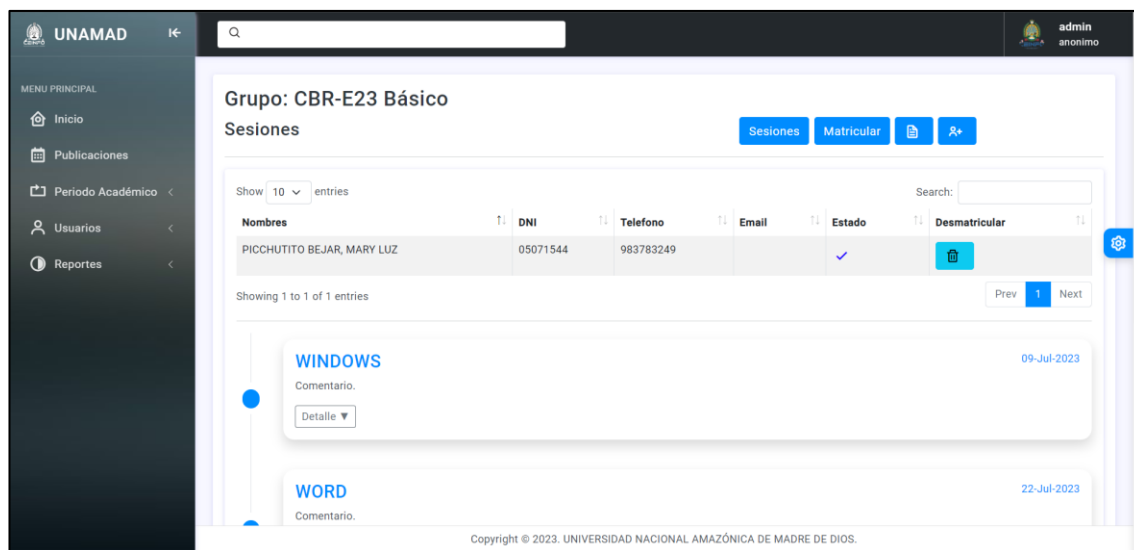 UNAMAD
admin
anonimo
MENU PRINCIPAL
Inicio
Publicaciones
Periodo Académico
Usuarios
Reportes
Grupo: CBR-E23 Básico
Sesiones
Sesiones Matricular
Show 10 entries Search:
Nombres DNI Telefono Email Estado Desmatricular
PICCHUTITO BEJAR, MARY LUZ 05071544 983783249
Showing 1 to 1 of 1 entries Prev 1 Next
WINDOWS 09-Jul-2023
Comentario.
Detalle ▼
WORD 22-Jul-2023
Comentario.
Copyright © 2023. UNIVERSIDAD NACIONAL AMAZÓNICA DE MADRE DE DIOS.